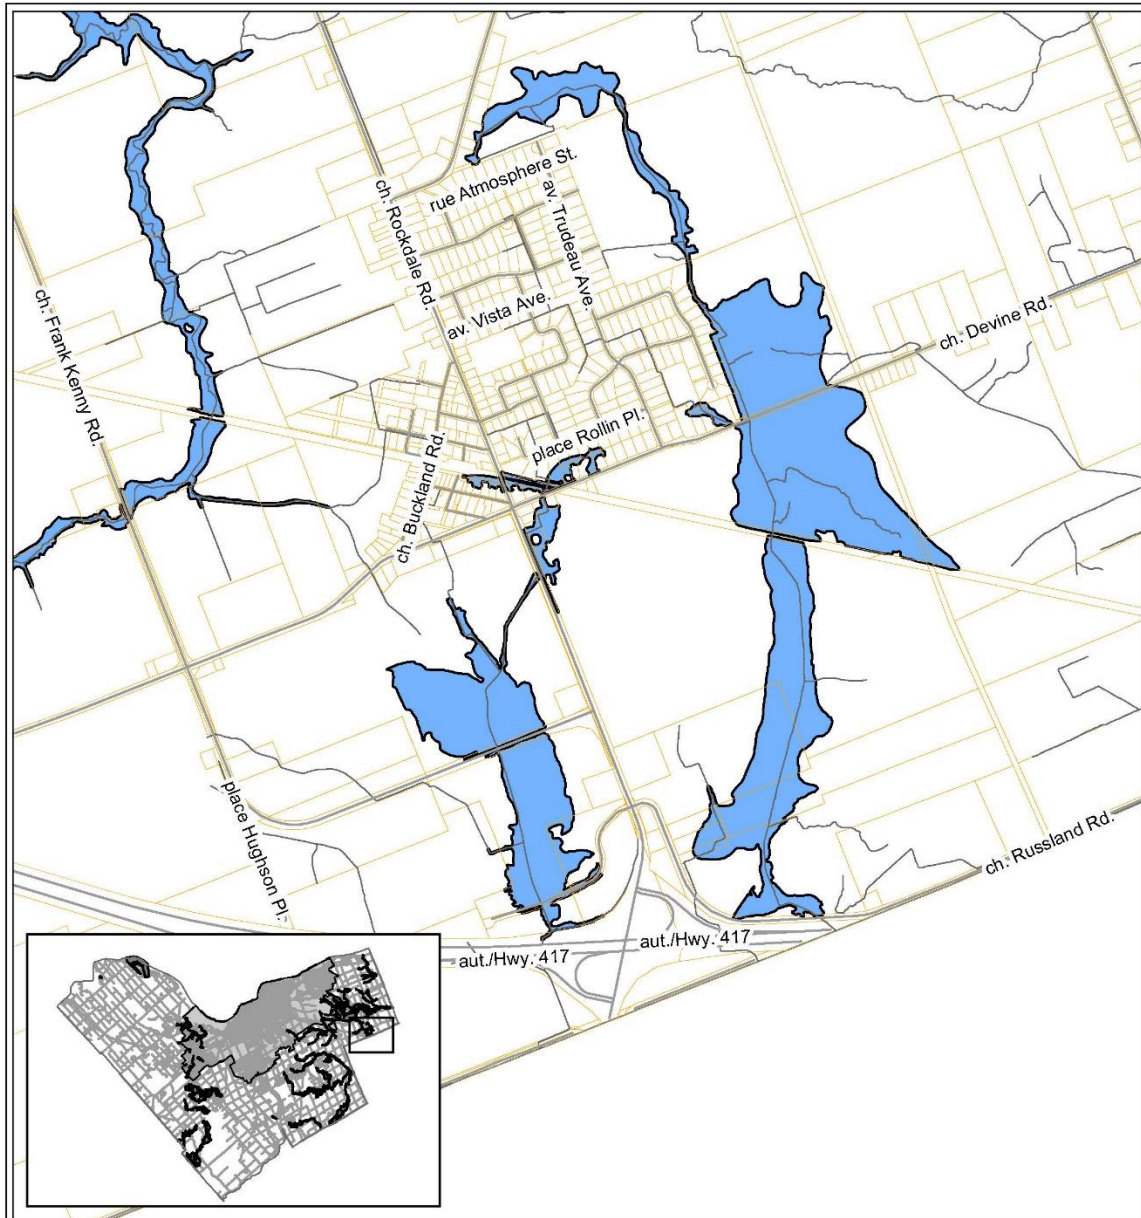 rue Atmosphere St.
ch. Rockdale Rd.
av. Trudeau Ave.
av. Vista Ave.
ch. Frank Kenny Rd.
ch. Devine Rd.
place Rollin Pl.
ch. Buckland Rd.
place Hughson Pl.
ch. Russland Rd.
aut./Hwy. 417
aut./Hwy. 417